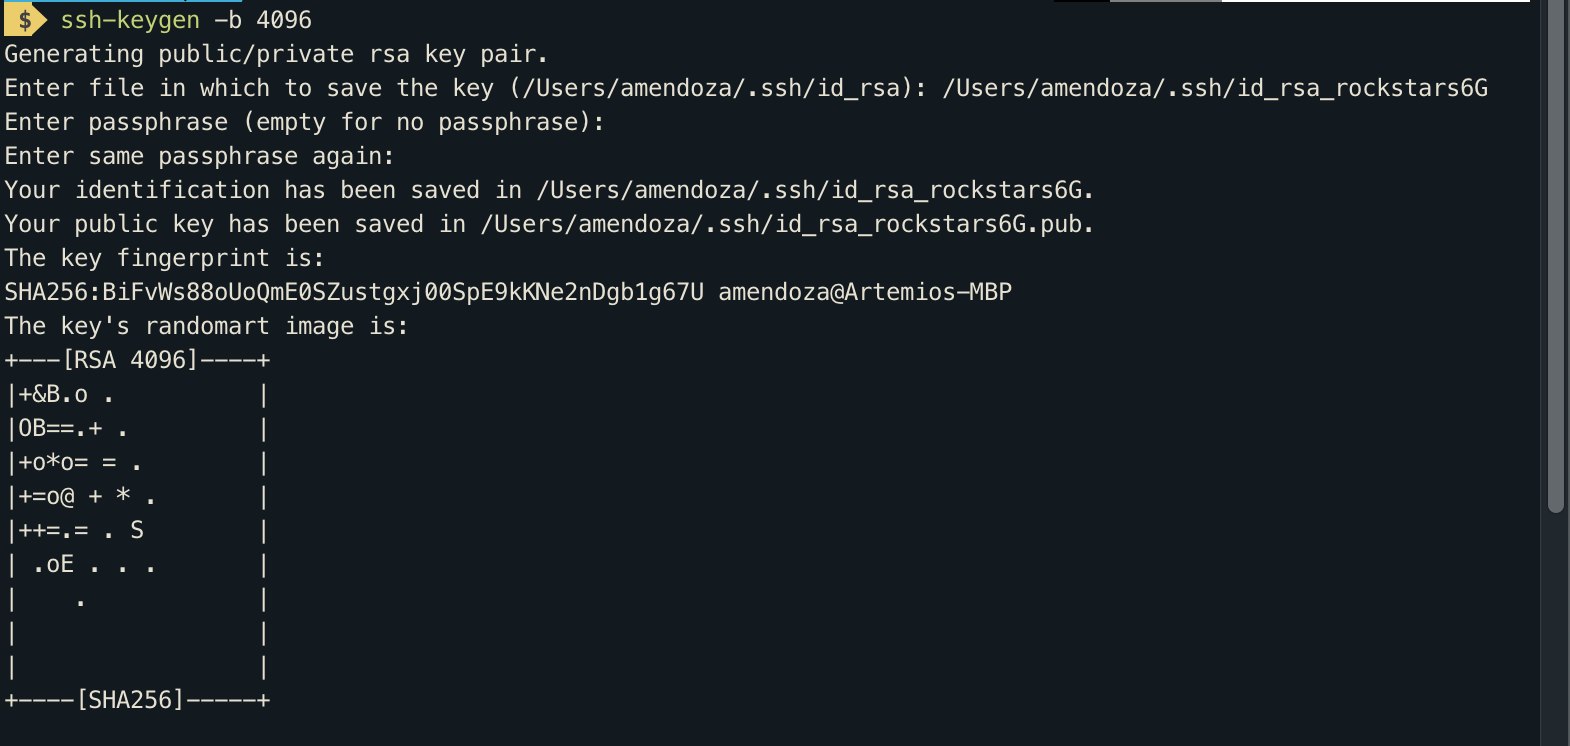 $ ssh-keygen -b 4096
Generating public/private rsa key pair.
Enter file in which to save the key (/Users/amendoza/.ssh/id_rsa): /Users/amendoza/.ssh/id_rsa_rockstars6G
Enter passphrase (empty for no passphrase):
Enter same passphrase again:
Your identification has been saved in /Users/amendoza/.ssh/id_rsa_rockstars6G.
Your public key has been saved in /Users/amendoza/.ssh/id_rsa_rockstars6G.pub.
The key fingerprint is:
SHA256:BiFvWs88oUoQmE0SZustgxj00SpE9kKNe2nDgb1g67U amendoza@Artemios-MBP
The key's randomart image is:
+---[RSA 4096]----+
|+&B.o .          |
|OB==.+ .         |
|+o*o= = .        |
|+=o@ + * .       |
|++=.= . S        |
| .oE . . .       |
|    .            |
|                 |
|                 |
+----[SHA256]-----+